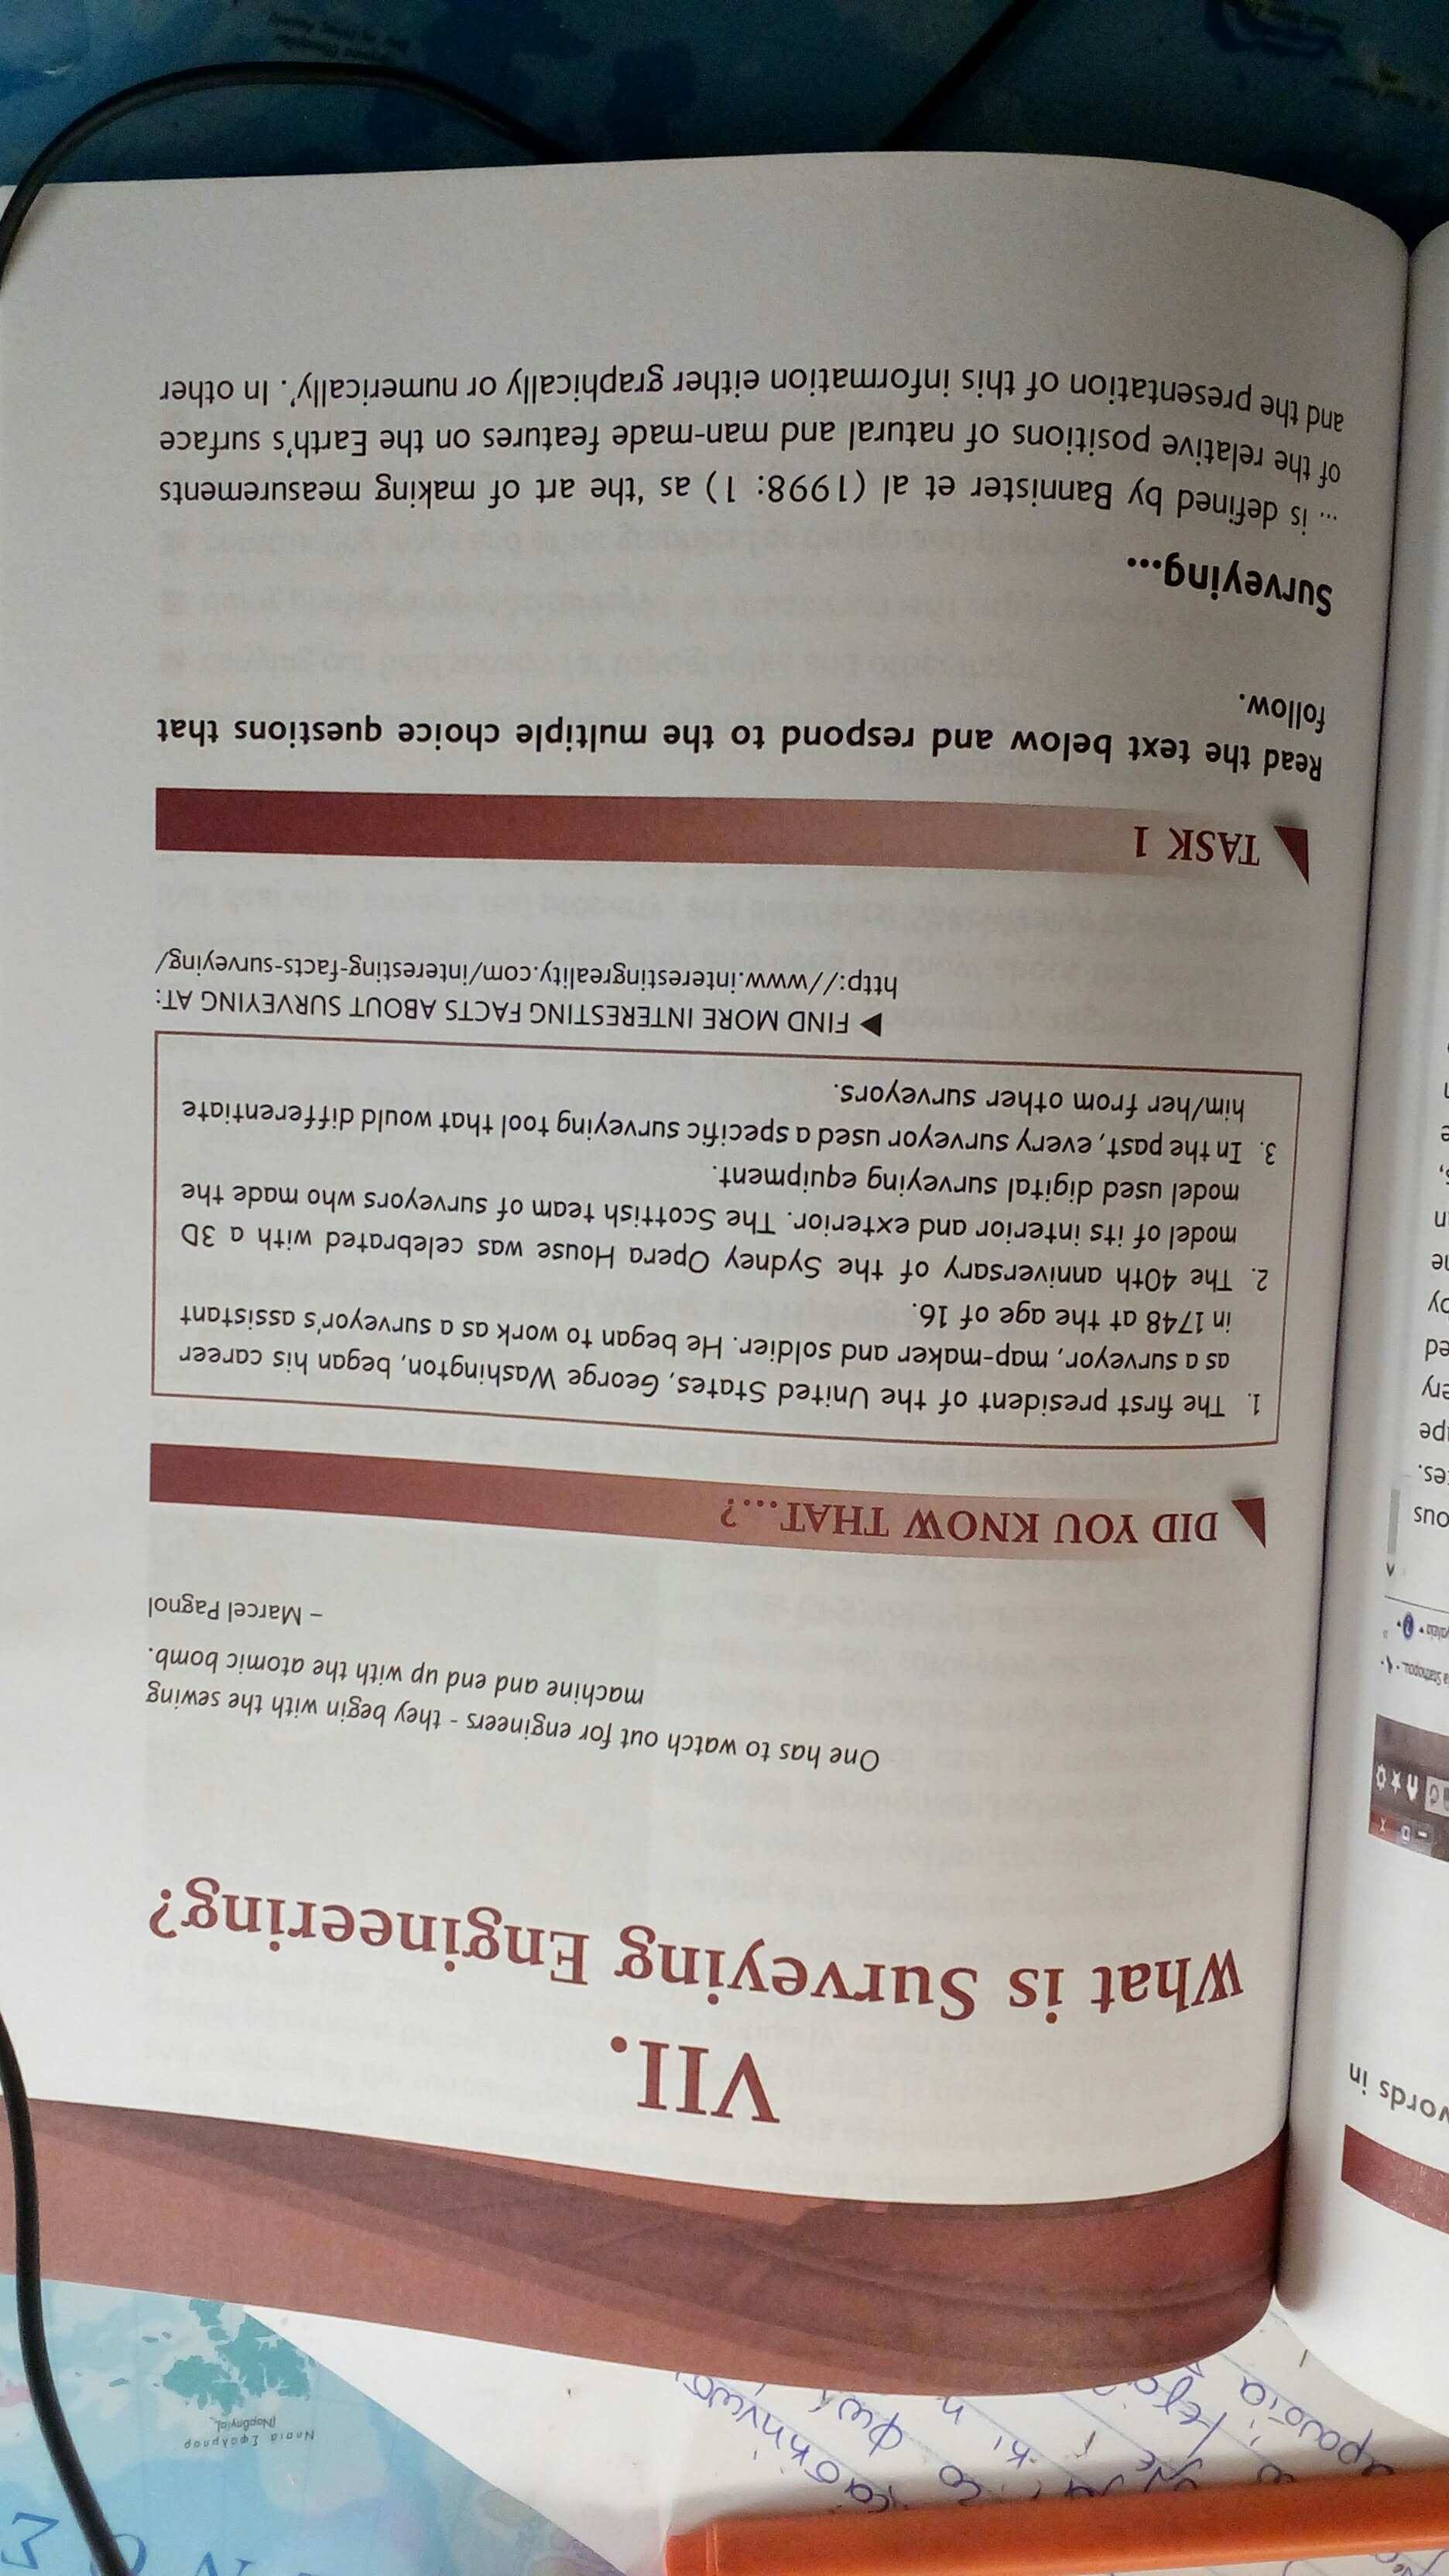 VII.
What is Surveying Engineering?
One has to watch out for engineers - they begin with the sewing
machine and end up with the atomic bomb.
– Marcel Pagnol
DID YOU KNOW THAT...?
1. The first president of the United States, George Washington, began his career
as a surveyor, map-maker and soldier. He began to work as a surveyor's assistant
in 1748 at the age of 16.
2. The 40th anniversary of the Sydney Opera House was celebrated with a 3D
model of its interior and exterior. The Scottish team of surveyors who made the
model used digital surveying equipment.
3. In the past, every surveyor used a specific surveying tool that would differentiate
him/her from other surveyors.
▶ FIND MORE INTERESTING FACTS ABOUT SURVEYING AT:
http://www.interestingreality.com/interesting-facts-surveying/
TASK 1
Read the text below and respond to the multiple choice questions that
follow.
Surveying...
... is defined by Bannister et al (1998: 1) as 'the art of making measurements
of the relative positions of natural and man-made features on the Earth's surface
and the presentation of this information either graphically or numerically'. In other
words in
ous